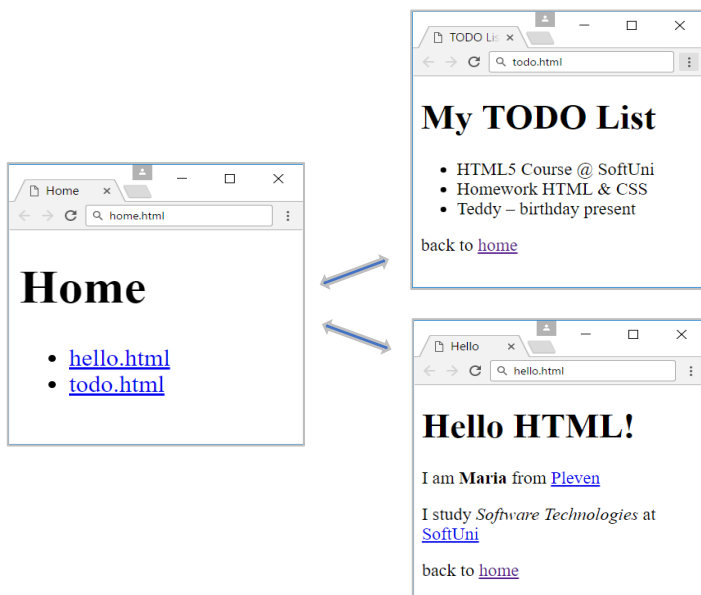 Home
home.html
Home
hello.html
todo.html
TODO Lis
todo.html
My TODO List
HTML5 Course @ SoftUni
Homework HTML & CSS
Teddy – birthday present
back to home
Hello
hello.html
Hello HTML!
I am Maria from Pleven
I study Software Technologies at
SoftUni
back to home